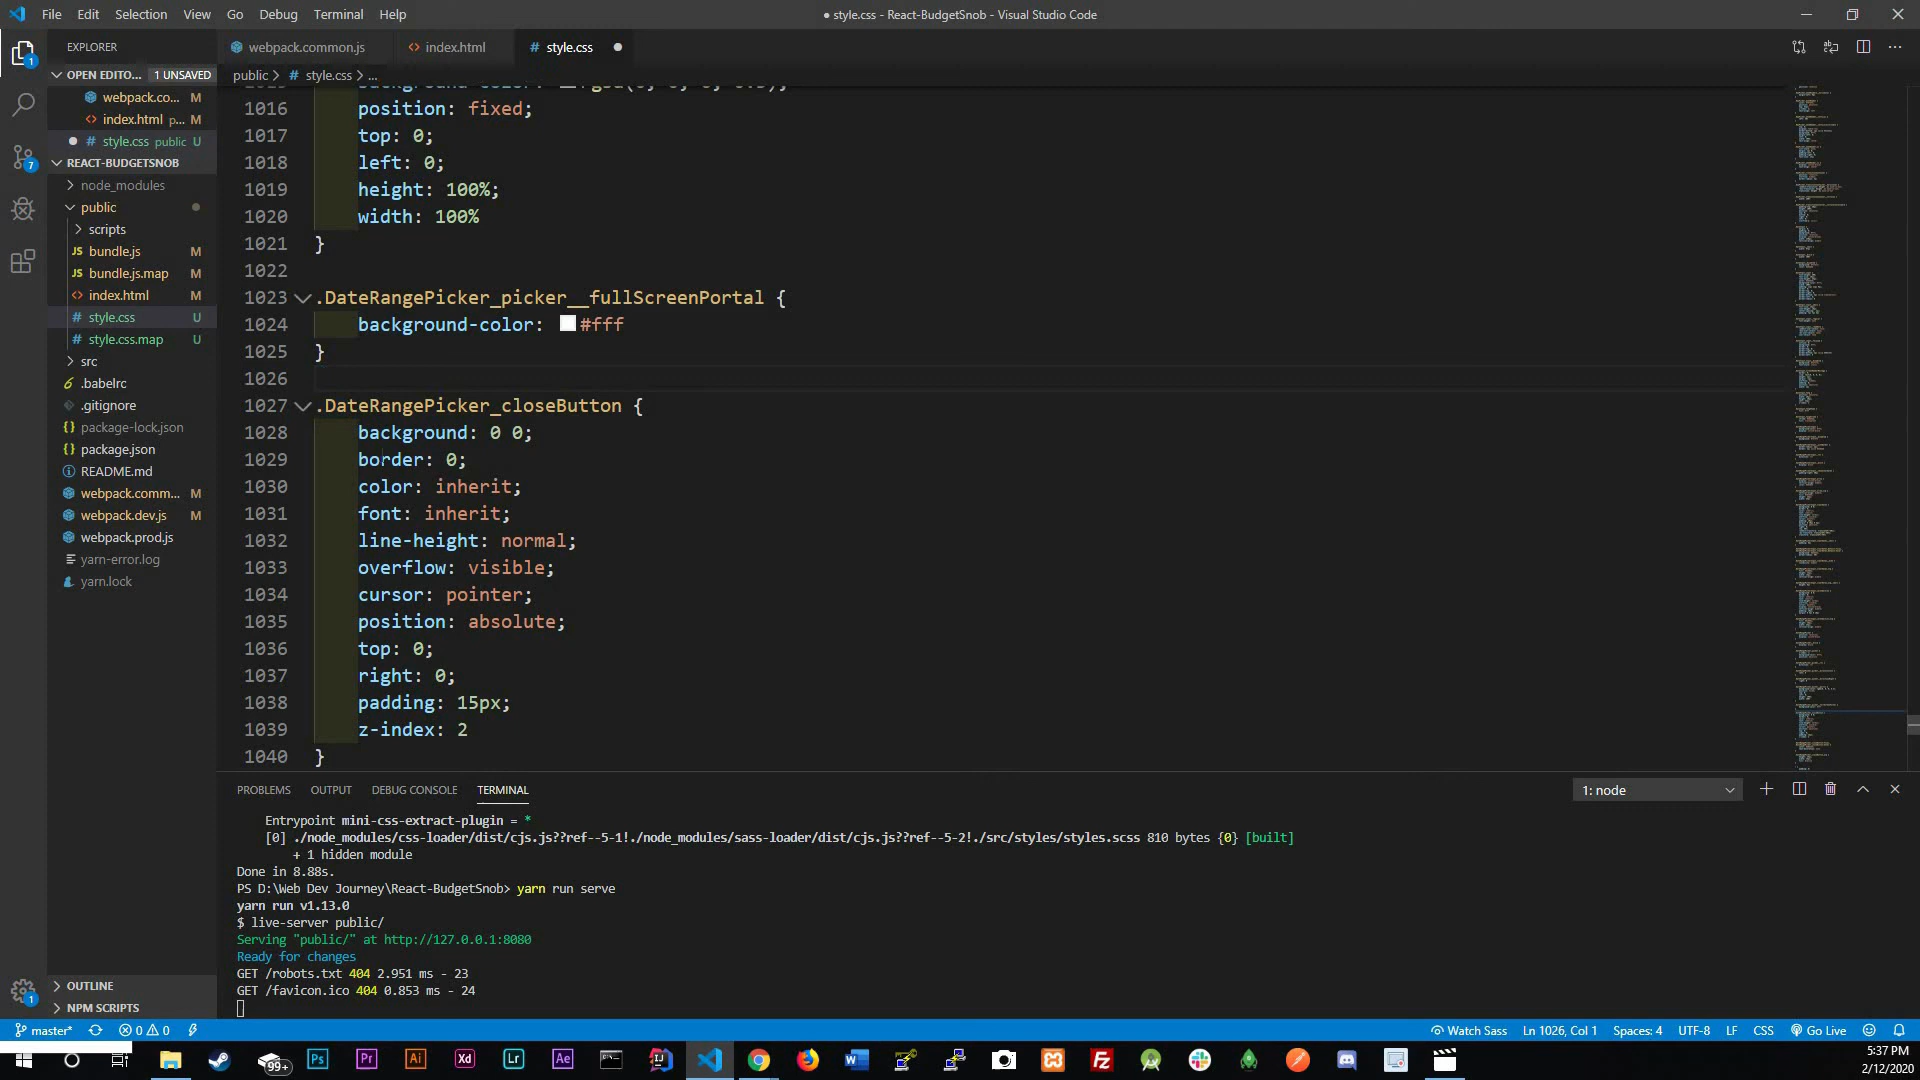 File Edit Selection View Go Debug Terminal Help
● style.css - React-BudgetSnob - Visual Studio Code
EXPLORER
webpack.common.js
<> index.html
# style.css ●
OPEN EDITO... 1 UNSAVED
public > # style.css > ...
webpack.co... M
<> index.html p... M
● # style.css public U
REACT-BUDGETSNOB
node_modules
public
scripts
JS bundle.js M
JS bundle.js.map M
<> index.html M
# style.css U
# style.css.map U
src
.babelrc
.gitignore
{} package-lock.json
{} package.json
README.md
webpack.comm... M
webpack.dev.js M
webpack.prod.js
yarn-error.log
yarn.lock
OUTLINE
NPM SCRIPTS
1016 position: fixed;
1017 top: 0;
1018 left: 0;
1019 height: 100%;
1020 width: 100%
1021 }
1022
1023 .DateRangePicker_picker__fullScreenPortal {
1024 background-color: #fff
1025 }
1026
1027 .DateRangePicker_closeButton {
1028 background: 0 0;
1029 border: 0;
1030 color: inherit;
1031 font: inherit;
1032 line-height: normal;
1033 overflow: visible;
1034 cursor: pointer;
1035 position: absolute;
1036 top: 0;
1037 right: 0;
1038 padding: 15px;
1039 z-index: 2
1040 }
PROBLEMS OUTPUT DEBUG CONSOLE TERMINAL
1: node
Entrypoint mini-css-extract-plugin = *
[0] ./node_modules/css-loader/dist/cjs.js??ref--5-1!./node_modules/sass-loader/dist/cjs.js??ref--5-2!./src/styles/styles.scss 810 bytes {0} [built]
+ 1 hidden module
Done in 8.88s.
PS D:\Web Dev Journey\React-BudgetSnob> yarn run serve
yarn run v1.13.0
$ live-server public/
Serving "public/" at http://127.0.0.1:8080
Ready for changes
GET /robots.txt 404 2.951 ms - 23
GET /favicon.ico 404 0.853 ms - 24
master* 0 0
Watch Sass Ln 1026, Col 1 Spaces: 4 UTF-8 LF CSS Go Live
99+ Ps Pr Ai Xd Lr Ae
5:37 PM
2/12/2020